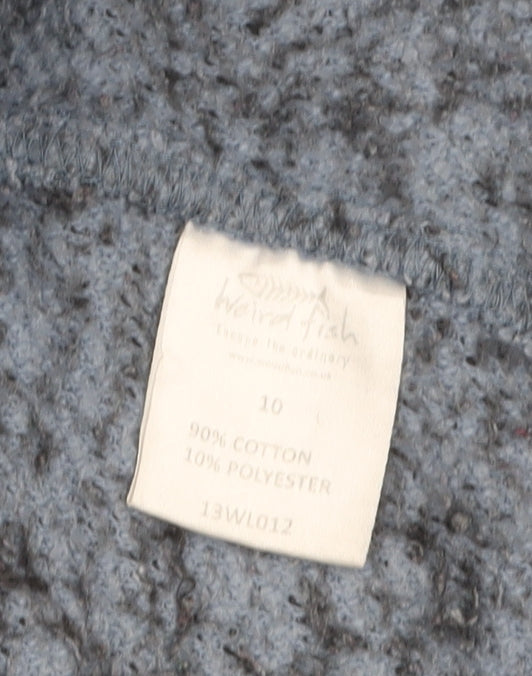 weird fish
Escape the ordinary
www.weirdfish.co.uk
10
90% COTTON
10% POLYESTER
13WL012